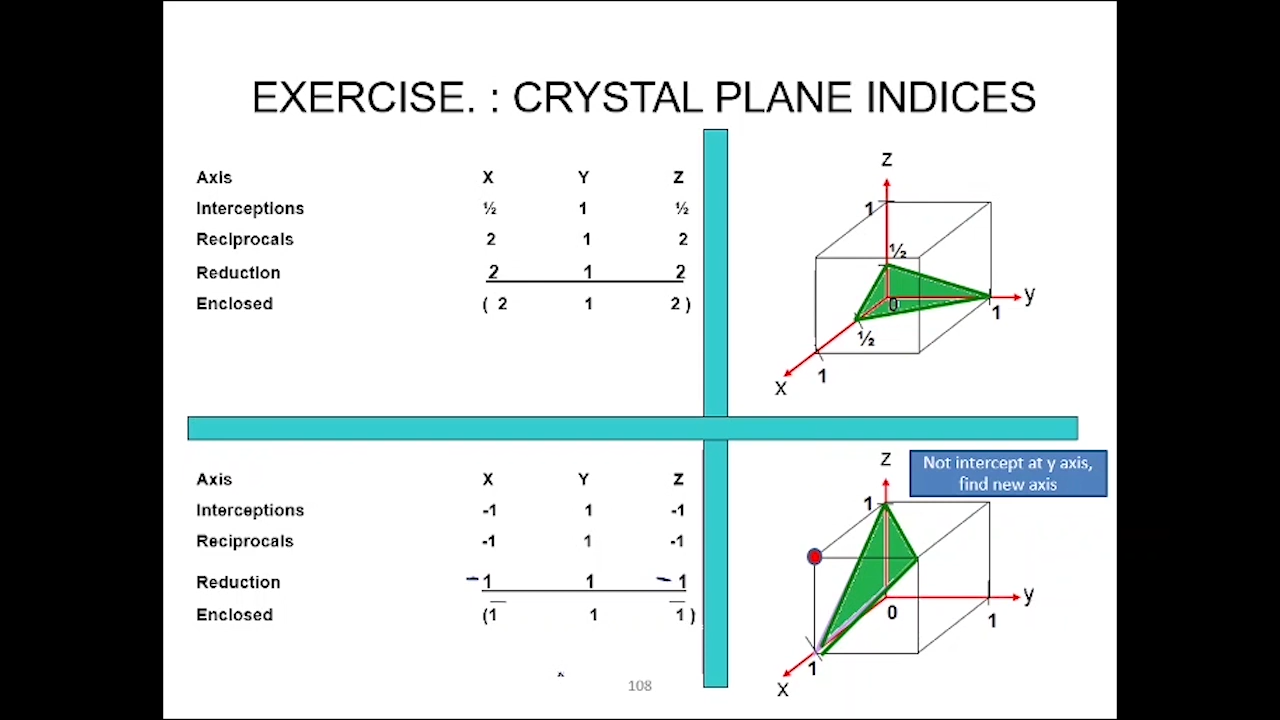 EXERCISE. : CRYSTAL PLANE INDICES
Axis X Y Z
Interceptions ½ 1 ½
Reciprocals 2 1 2
Reduction 2 1 2
Enclosed ( 2 1 2 )
Z
1
½
0
y
1
½
1
X
Axis X Y Z
Interceptions -1 1 -1
Reciprocals -1 1 -1
Reduction -1 1 -1
Enclosed (1̅ 1 1̅ )
Z
Not intercept at y axis,
find new axis
1
y
0
1
1
X
108